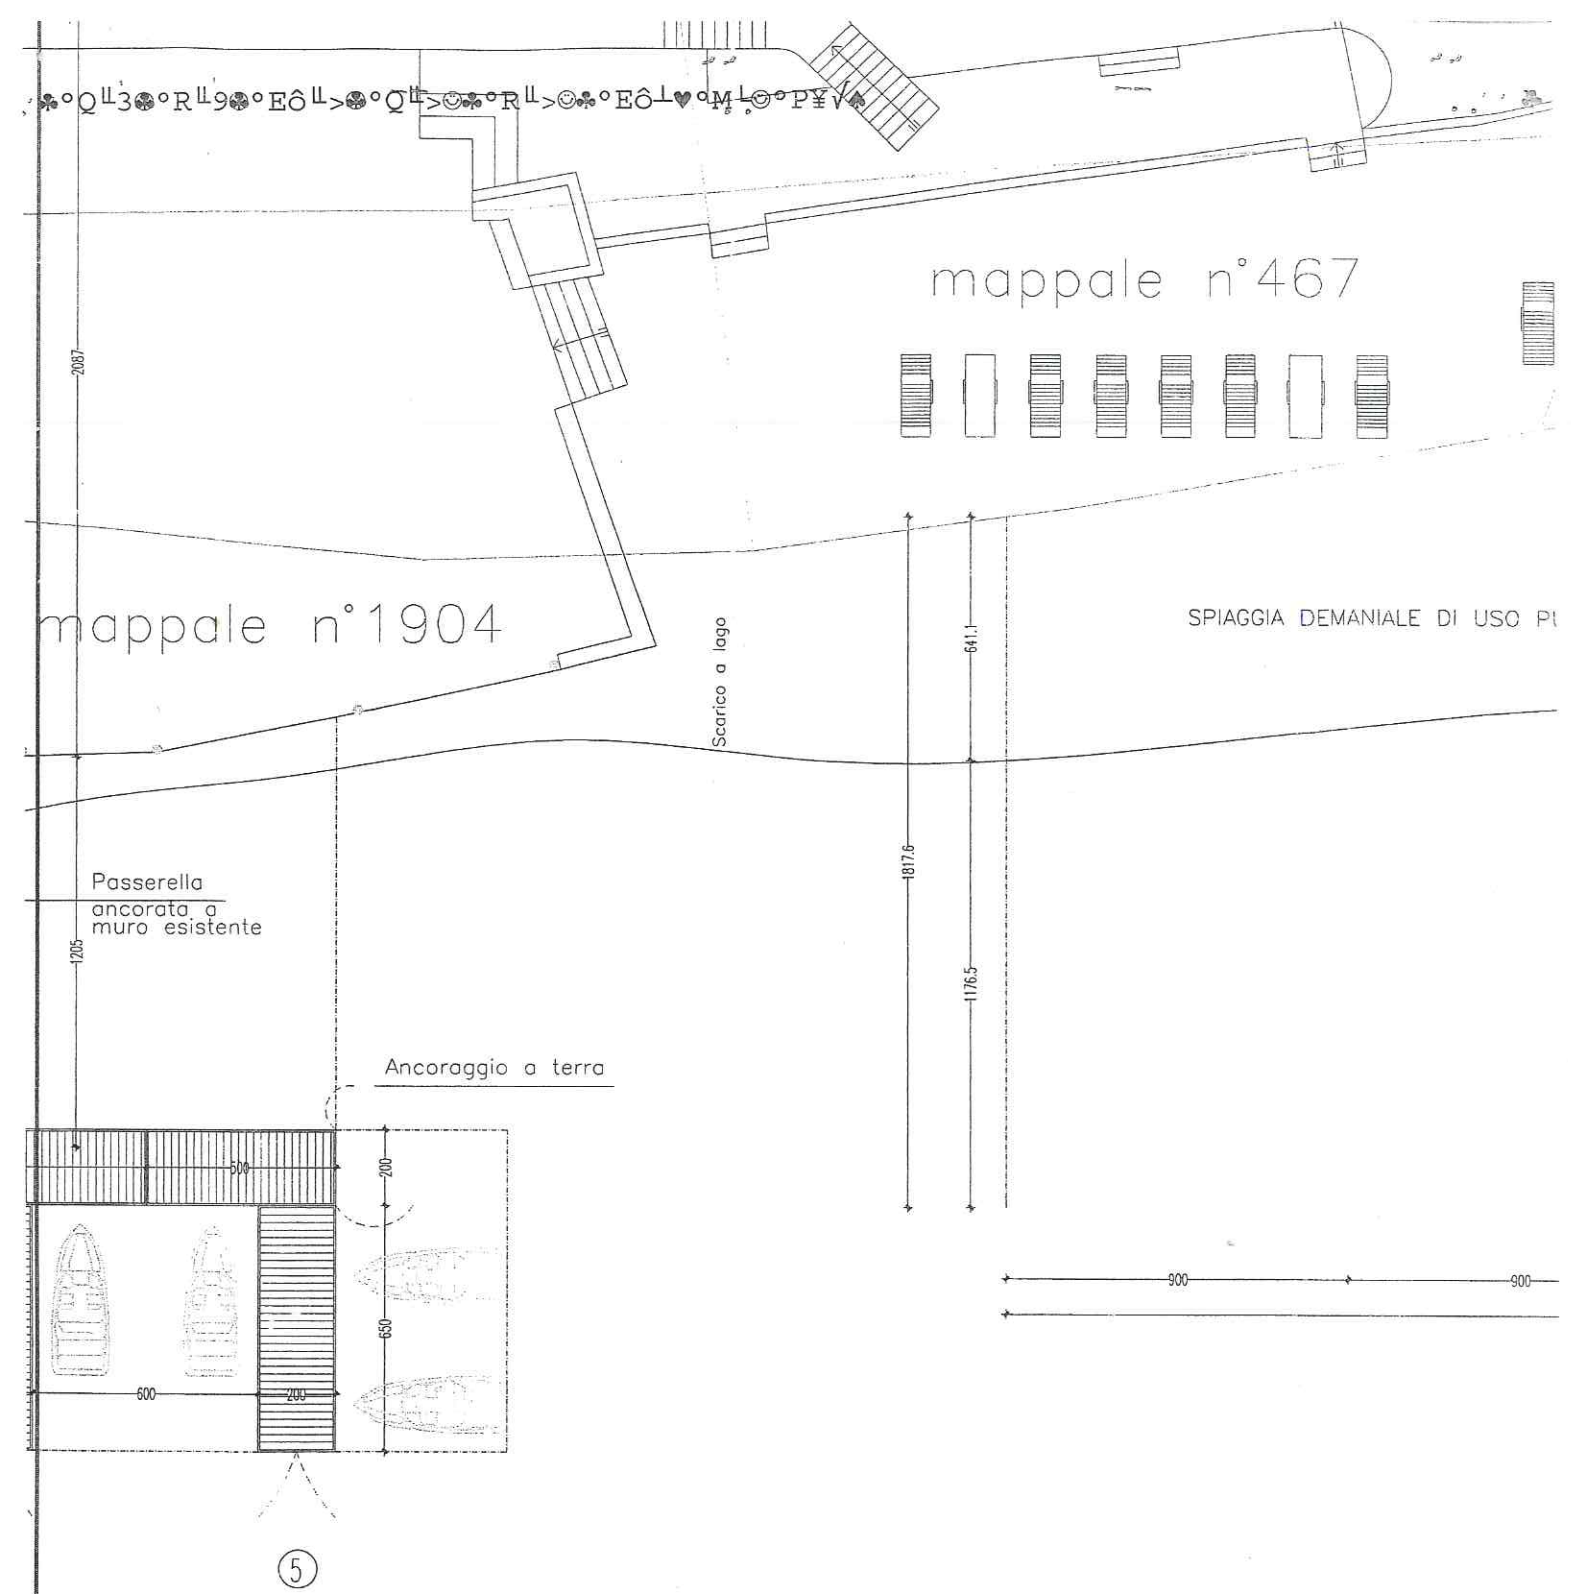 mappale n°467
2087
mappale n°1904
SPIAGGIA DEMANIALE DI USO
Scarico a lago
641.1
1817.6
Passerella
ancorata a
muro esistente
1205
1176.5
Ancoraggio a terra
500
200
650
900
900
600
200
5